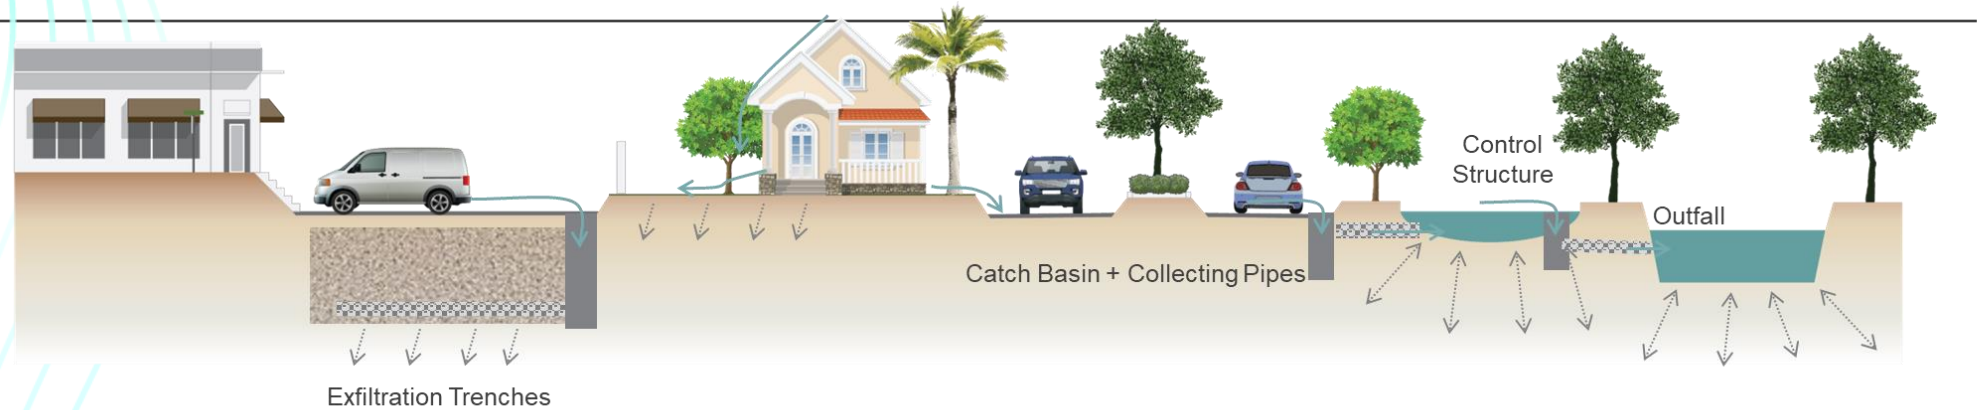 Control
Structure
Outfall
Catch Basin + Collecting Pipes
Exfiltration Trenches